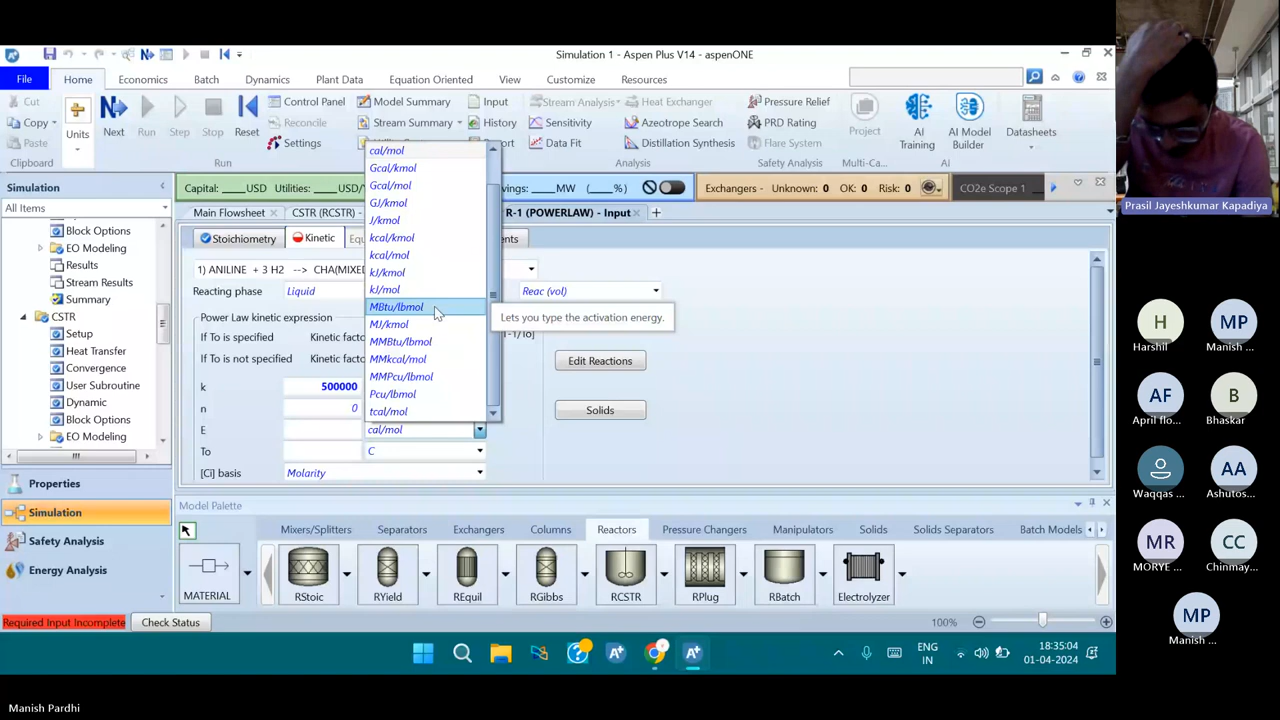 Simulation 1 - Aspen Plus V14 - aspenONE
File Home Economics Batch Dynamics Plant Data Equation Oriented View Customize Resources
Cut
Copy
Paste
Clipboard
Units
Next Run Step Stop Reset
Control Panel
Reconcile
Settings
Run
Model Summary
Stream Summary
Input
History
Stream Analysis
Sensitivity
Data Fit
Heat Exchanger
Azeotrope Search
Distillation Synthesis
Analysis
Pressure Relief
PRD Rating
Flare System
Safety Analysis
Project
Multi-Ca...
AI Training
AI Model Builder
AI
Datasheets
Simulation
All Items
Capital: ____USD Utilities: ____USD/
vings: ____MW (____%)
Exchangers - Unknown: 0 OK: 0 Risk: 0
CO2e Scope 1
Main Flowsheet CSTR (RCSTR)
R-1 (POWERLAW) - Input
Block Options
EO Modeling
Results
Stream Results
Summary
CSTR
Setup
Heat Transfer
Convergence
User Subroutine
Dynamic
Block Options
EO Modeling
Stoichiometry Kinetic
1) ANILINE + 3 H2 --> CHA(MIXED
Reacting phase Liquid
Reac (vol)
Power Law kinetic expression
If To is specified Kinetic facto
If To is not specified Kinetic facto
k 500000
n 0
E cal/mol
To C
[Ci] basis Molarity
cal/mol
Gcal/kmol
Gcal/mol
GJ/kmol
J/kmol
kcal/kmol
kcal/mol
kJ/kmol
kJ/mol
MBtu/lbmol
MJ/kmol
MMBtu/lbmol
MMkcal/mol
MMPcu/lbmol
Pcu/lbmol
tcal/mol
Lets you type the activation energy.
Edit Reactions
Solids
Properties
Simulation
Safety Analysis
Energy Analysis
Model Palette
Mixers/Splitters Separators Exchangers Columns Reactors Pressure Changers Manipulators Solids Solids Separators Batch Models
MATERIAL RStoic RYield REquil RGibbs RCSTR RPlug RBatch Electrolyzer
Required Input Incomplete Check Status
100%
ENG
IN
18:35:04
01-04-2024
Prasil Jayeshkumar Kapadiya
H MP
Harshil Manish ...
AF B
April flo... Bhaskar
AA
Waqqas ... Ashutos...
MR CC
MORYE ... Chinmay...
MP
Manish ...
Manish Pardhi